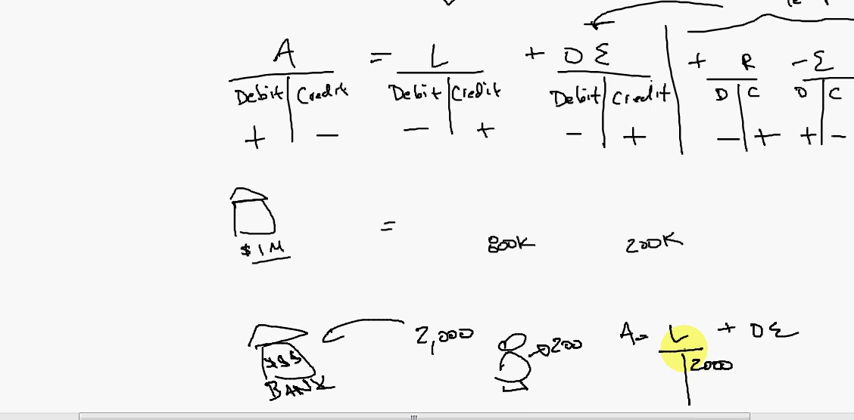 A = L + OE + R - E
Debit Credit Debit Credit Debit Credit D C D C
+ - - + - + - + + -
=
$1M 800K 200K
2,000 200 A = L + OE
$$$ 2000
BANK